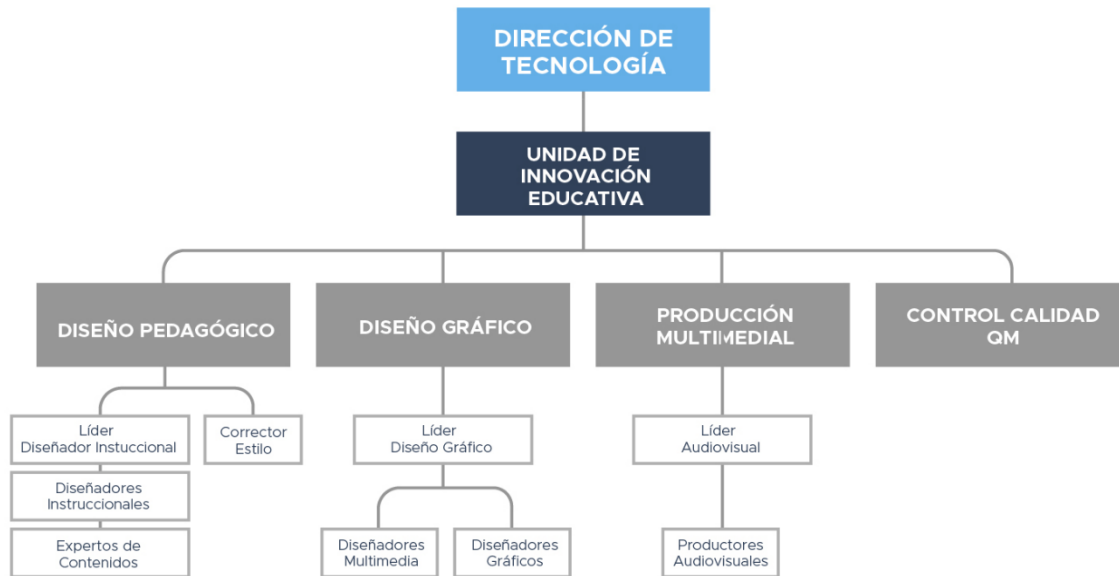 DIRECCIÓN DE
TECNOLOGÍA
UNIDAD DE
INNOVACIÓN
EDUCATIVA
DISEÑO PEDAGÓGICO
DISEÑO GRÁFICO
PRODUCCIÓN
MULTIMEDIAL
CONTROL CALIDAD
QM
Líder
Diseñador Instuccional
Corrector
Estilo
Líder
Diseño Gráfico
Líder
Audiovisual
Diseñadores
Instruccionales
Expertos de
Contenidos
Diseñadores
Multimedia
Diseñadores
Gráficos
Productores
Audiovisuales